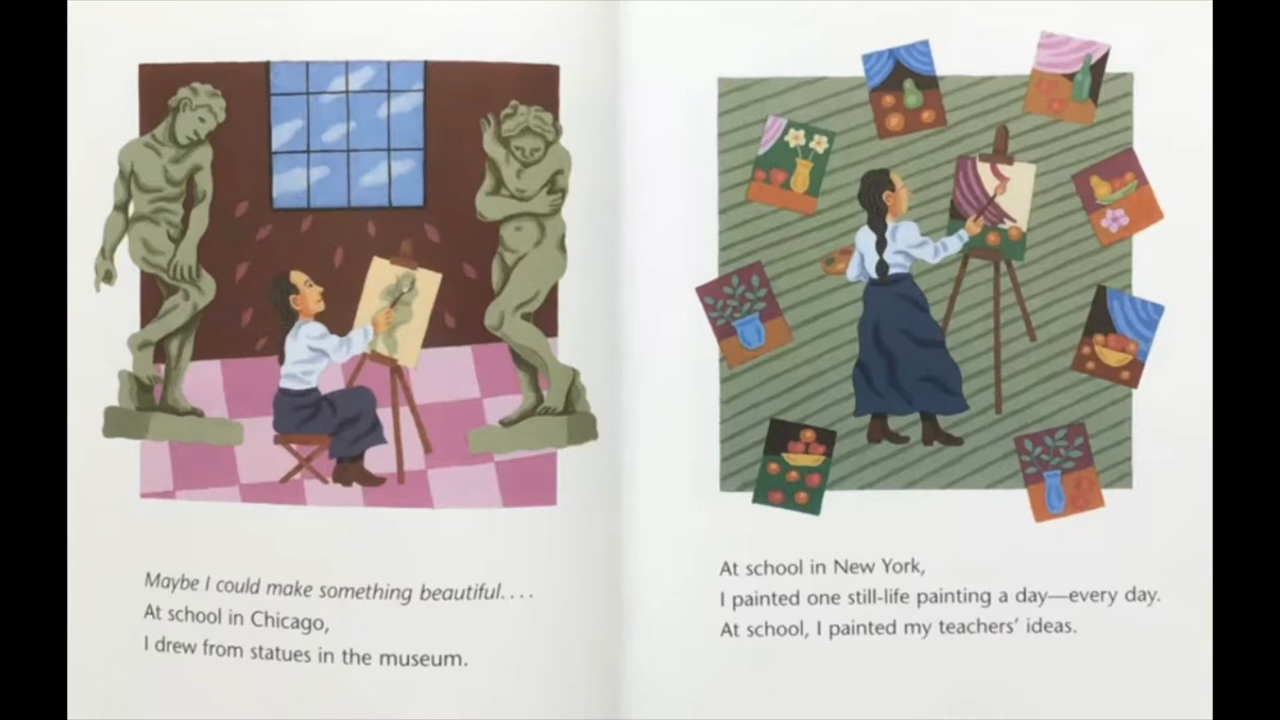 Maybe I could make something beautiful. . . .
At school in Chicago,
I drew from statues in the museum.
At school in New York,
I painted one still-life painting a day—every day.
At school, I painted my teachers' ideas.